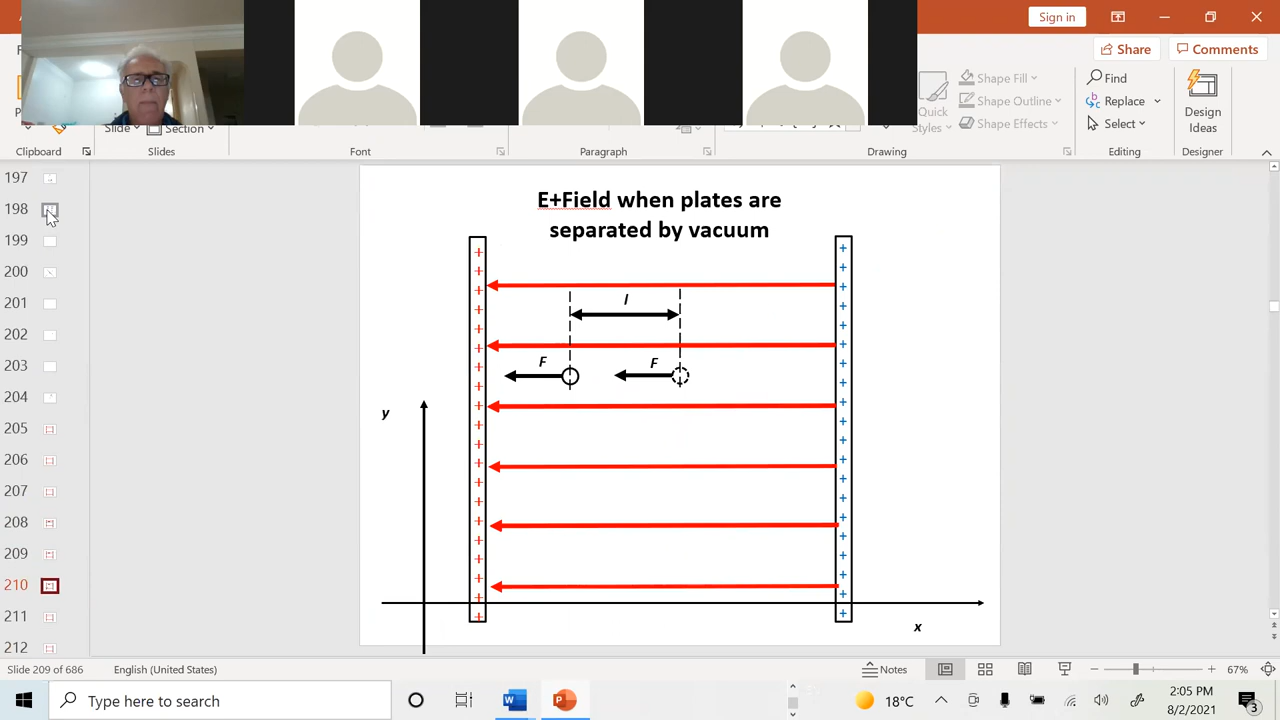 Sign in
Share
Comments
Slide
Section
Quick
Styles
Shape Fill
Shape Outline
Shape Effects
Find
Replace
Select
Design
Ideas
Clipboard
Slides
Font
Paragraph
Drawing
Editing
Designer
197
198
199
200
201
202
203
204
205
206
207
208
209
210
211
212
E+Field when plates are
separated by vacuum
l
F
F
y
x
Slide 209 of 686
English (United States)
Notes
67%
Type here to search
18°C
2:05 PM
8/2/2021
3